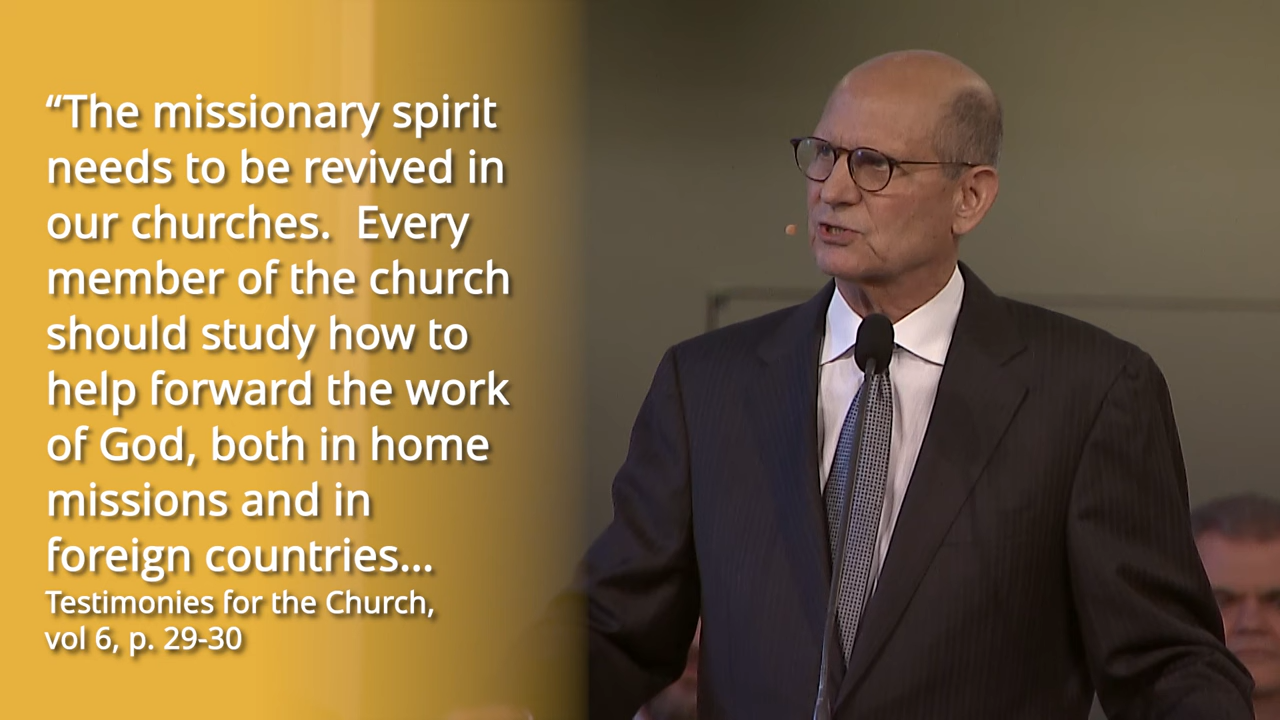 “The missionary spirit
needs to be revived in
our churches.  Every
member of the church
should study how to
help forward the work
of God, both in home
missions and in
foreign countries...
Testimonies for the Church,
vol 6, p. 29-30